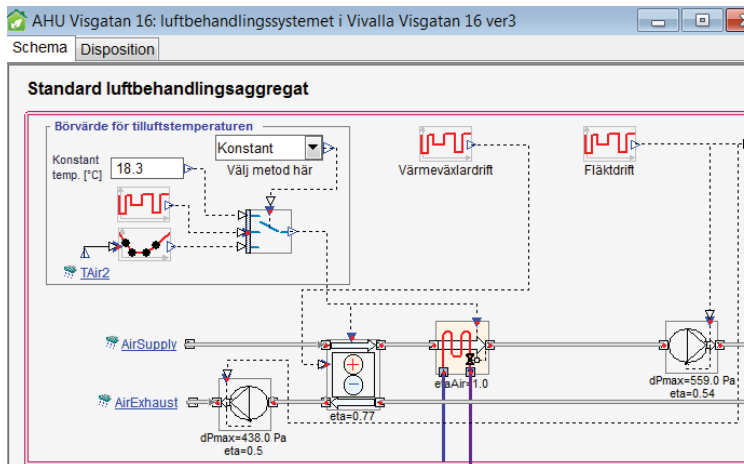 AHU Visgatan 16: luftbehandlingssystemet i Vivalla Visgatan 16 ver3
Schema Disposition
Standard luftbehandlingsaggregat
Börvärde för tilluftstemperaturen
Konstant
Välj metod här
Konstant
temp. [°C]
18.3
Värmeväxlardrift
Fläktdrift
TAir2
AirSupply
etaAir=1.0
dPmax=559.0 Pa
eta=0.54
AirExhaust
eta=0.77
dPmax=438.0 Pa
eta=0.5